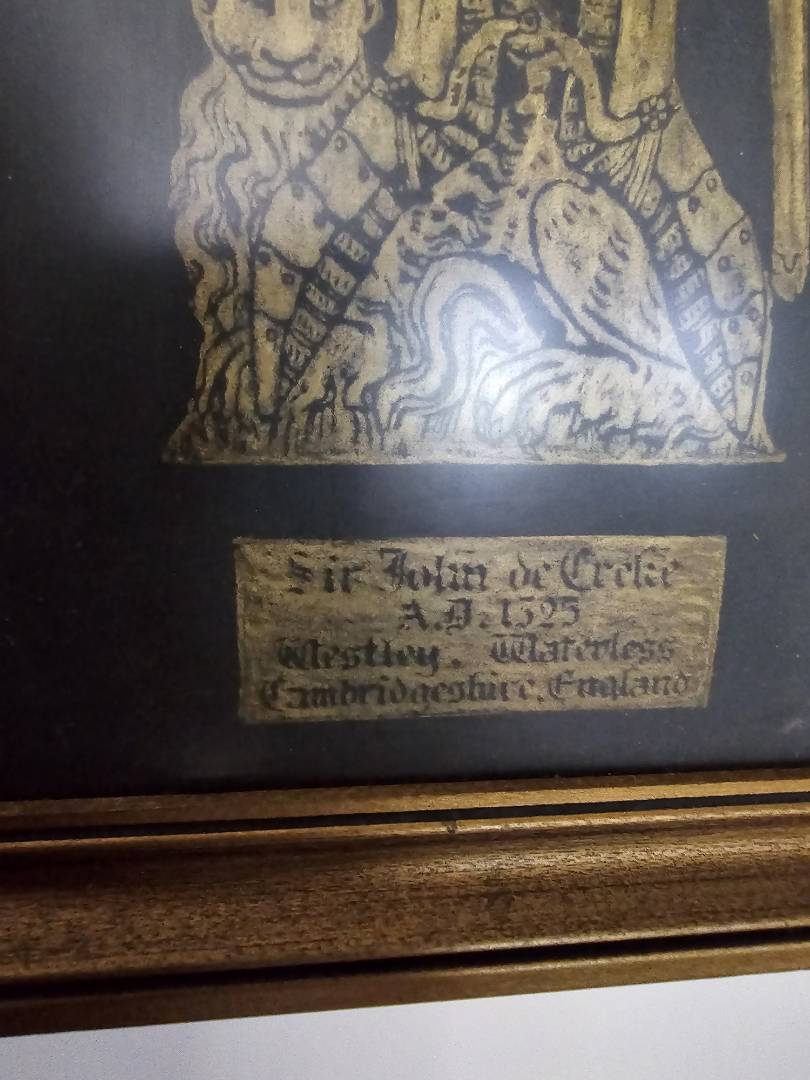 Sir John de Creke
A.D. 1325
Westley. Waterless
Cambridgeshire. England